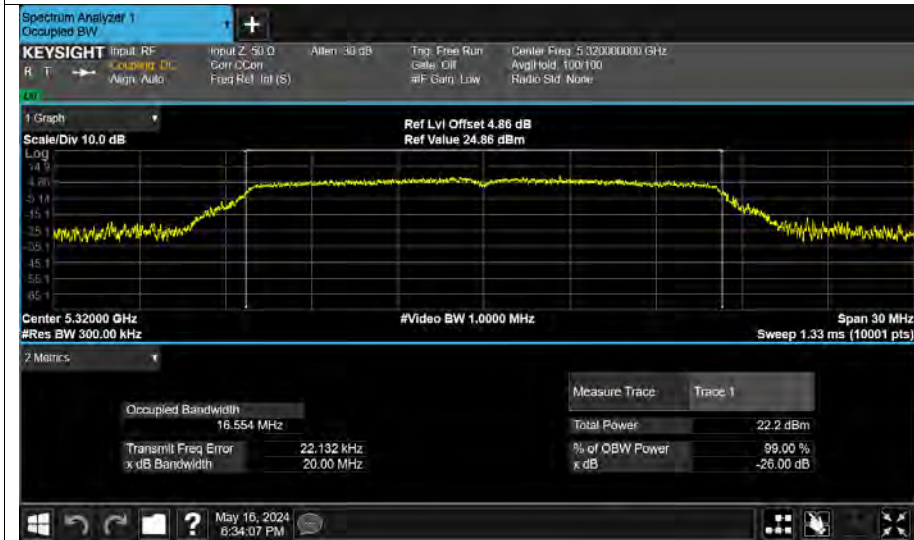 Spectrum Analyzer 1
Occupied BW
KEYSIGHT Input: RF
R T
Coupling: DC
Align: Auto
Input Z: 50 Ω
Corr CCorr
Freq Ref: Int (S)
Atten: 30 dB
Trig: Free Run
Gate: Off
#IF Gain: Low
Center Freq: 5.320000000 GHz
Avg|Hold: 100/100
Radio Std: None
1 Graph
Scale/Div 10.0 dB
Ref Lvl Offset 4.86 dB
Ref Value 24.86 dBm
Log
14.9
4.86
-5.14
-15.1
-25.1
-35.1
-45.1
-55.1
-65.1
Center 5.32000 GHz
#Video BW 1.0000 MHz
Span 30 MHz
#Res BW 300.00 kHz
Sweep 1.33 ms (10001 pts)
2 Metrics
Measure Trace Trace 1
Occupied Bandwidth
16.554 MHz
Total Power 22.2 dBm
Transmit Freq Error 22.132 kHz
% of OBW Power 99.00 %
x dB Bandwidth 20.00 MHz
x dB -26.00 dB
?
May 16, 2024
6:34:07 PM